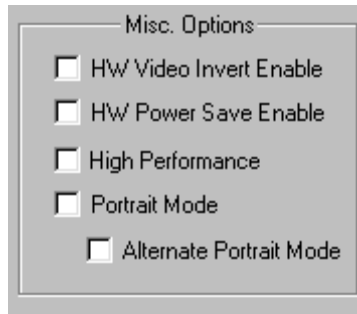 Misc. Options
HW Video Invert Enable
HW Power Save Enable
High Performance
Portrait Mode
Alternate Portrait Mode